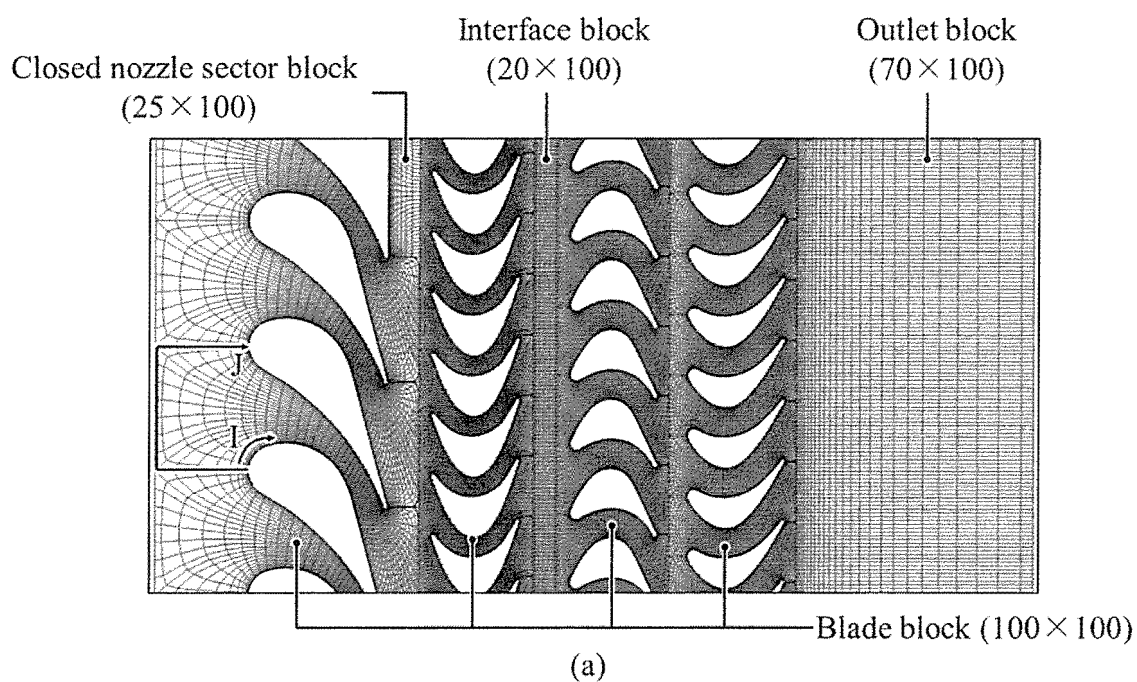 Interface block
(20×100)
Outlet block
(70×100)
Closed nozzle sector block
(25×100)
J
I
Blade block (100×100)
(a)